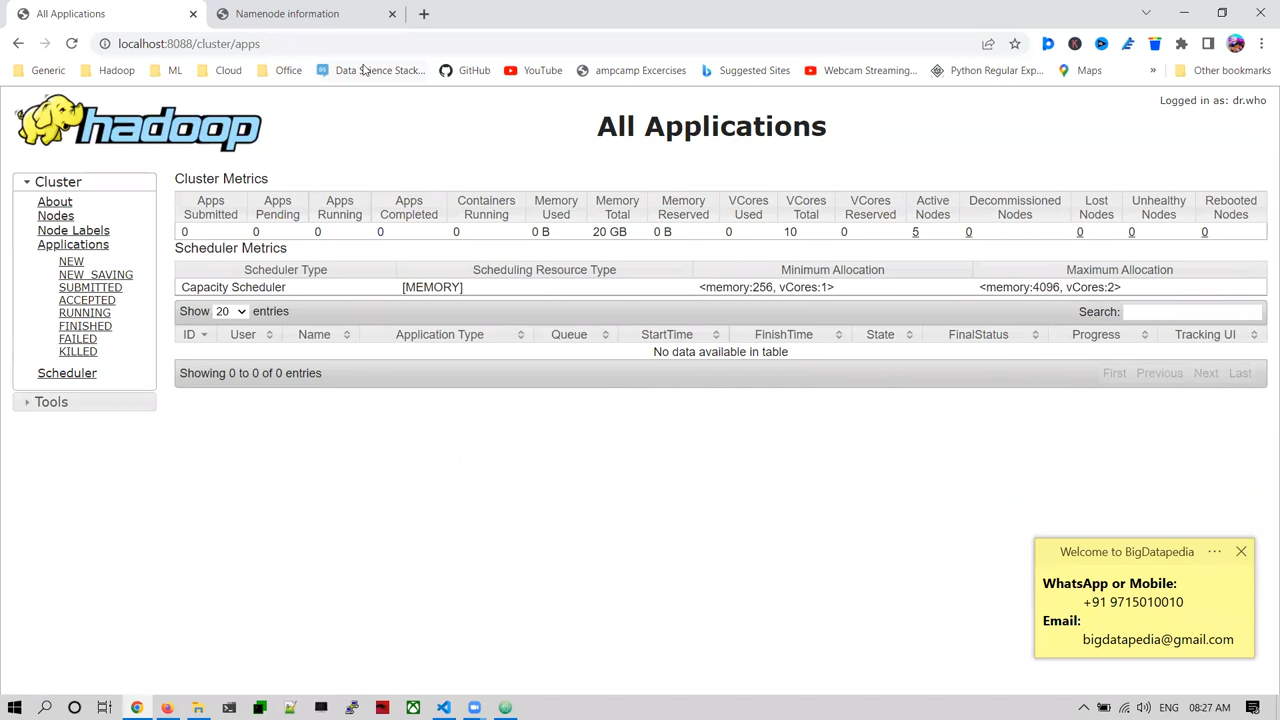 All Applications
Namenode information
localhost:8088/cluster/apps
Generic Hadoop ML Cloud Office Data Science Stack... GitHub YouTube ampcamp Excercises Suggested Sites Webcam Streaming... Python Regular Exp... Maps » Other bookmarks
Logged in as: dr.who
hadoop
All Applications
Cluster
About
Nodes
Node Labels
Applications
NEW
NEW_SAVING
SUBMITTED
ACCEPTED
RUNNING
FINISHED
FAILED
KILLED
Scheduler
Tools
Cluster Metrics
Apps Submitted Apps Pending Apps Running Apps Completed Containers Running Memory Used Memory Total Memory Reserved VCores Used VCores Total VCores Reserved Active Nodes Decommissioned Nodes Lost Nodes Unhealthy Nodes Rebooted Nodes
0 0 0 0 0 0 B 20 GB 0 B 0 10 0 5 0 0 0 0
Scheduler Metrics
Scheduler Type Scheduling Resource Type Minimum Allocation Maximum Allocation
Capacity Scheduler [MEMORY] <memory:256, vCores:1> <memory:4096, vCores:2>
Show 20 entries Search:
ID User Name Application Type Queue StartTime FinishTime State FinalStatus Progress Tracking UI
No data available in table
Showing 0 to 0 of 0 entries First Previous Next Last
Welcome to BigDatapedia
WhatsApp or Mobile:
+91 9715010010
Email:
bigdatapedia@gmail.com
ENG 08:27 AM